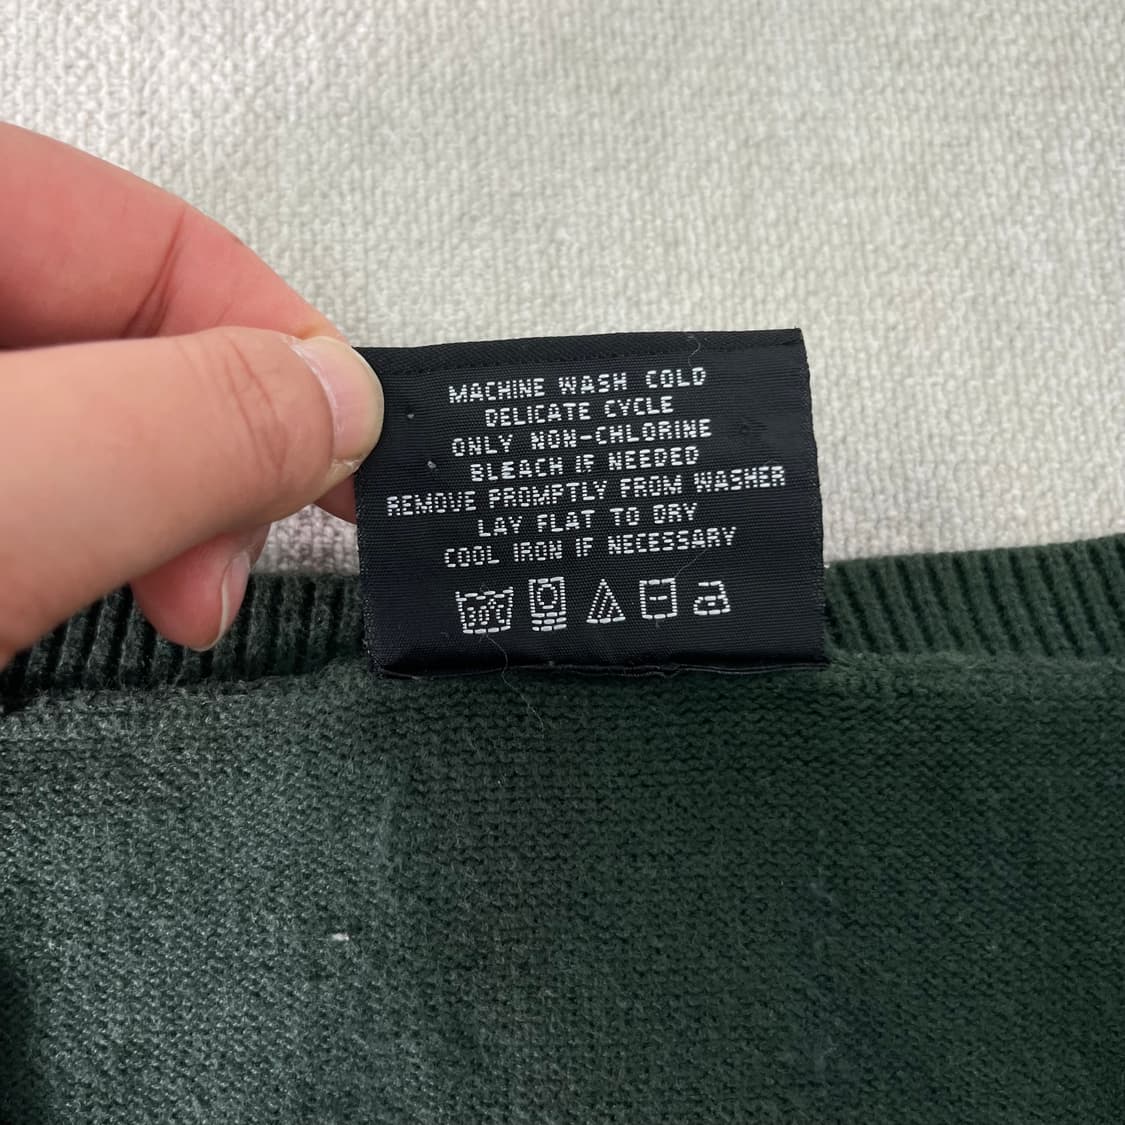 MACHINE WASH COLD
DELICATE CYCLE
ONLY NON-CHLORINE
BLEACH IF NEEDED
REMOVE PROMPTLY FROM WASHER
LAY FLAT TO DRY
COOL IRON IF NECESSARY